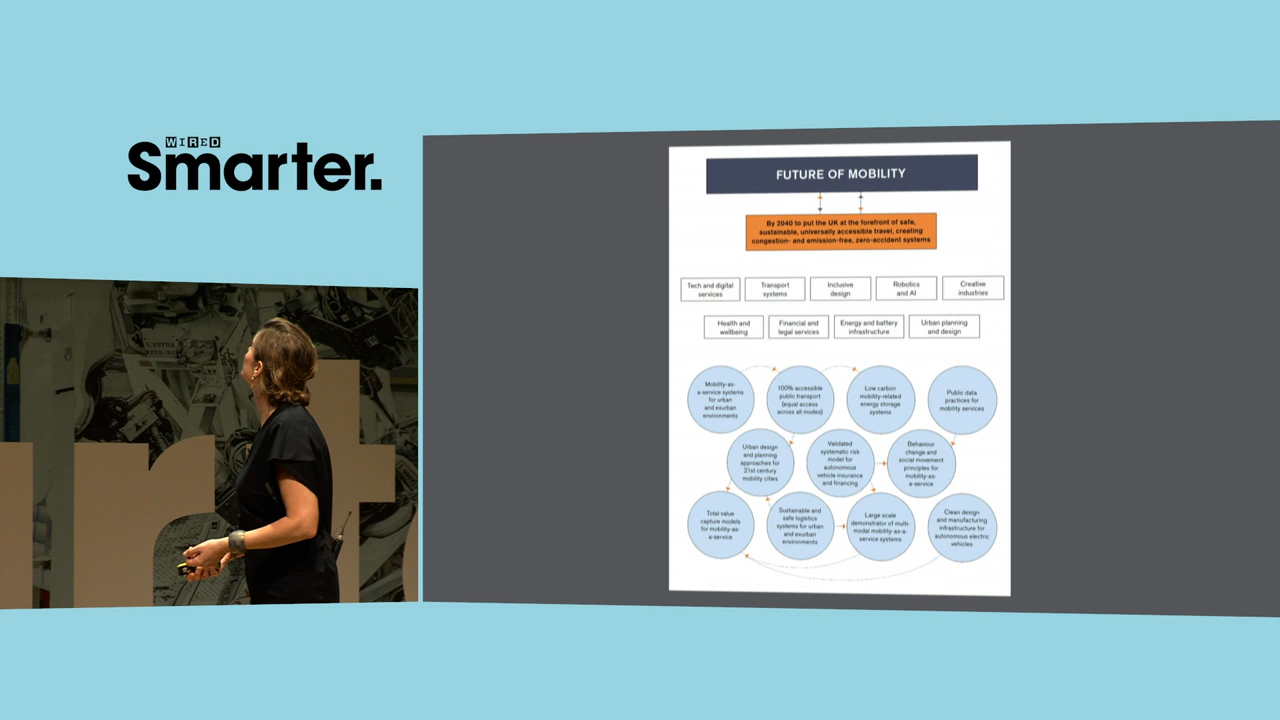 WIRED
Smarter.
FUTURE OF MOBILITY
By 2040 to put the UK at the forefront of safe,
sustainable, universally accessible travel, creating
congestion- and emission-free, zero-accident systems
Tech and digital
services
Transport
systems
Inclusive
design
Robotics
and AI
Creative
industries
Health and
wellbeing
Financial and
legal services
Energy and battery
infrastructure
Urban planning
and design
Mobility-as-
a-service systems
for urban
and exurban
environments
100% accessible
public transport
(equal access
across all modes)
Low carbon
mobility-related
energy storage
systems
Public data
practices for
mobility services
Urban design
and planning
approaches for
21st century
mobility cities
Validated
systematic risk
model for
autonomous
vehicle insurance
and financing
Behaviour
change and
social movement
principles for
mobility-as-
a-service
Total value
capture models
for mobility-as-
a-service
Sustainable and
safe logistics
systems for urban
and exurban
environments
Large scale
demonstrator of multi-
modal mobility-as-a-
service systems
Clean design
and manufacturing
infrastructure for
autonomous electric
vehicles